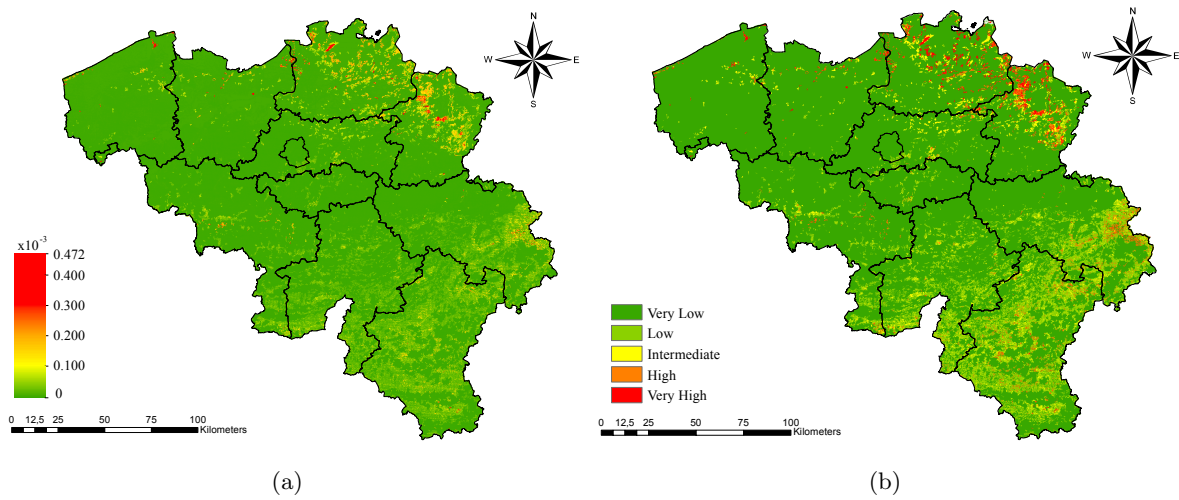 N
W E
S
x10⁻³
0.472
0.400
0.300
0.200
0.100
0
0 12,5 25 50 75 100
Kilometers
(a)
N
W E
S
Very Low
Low
Intermediate
High
Very High
0 12,5 25 50 75 100
Kilometers
(b)